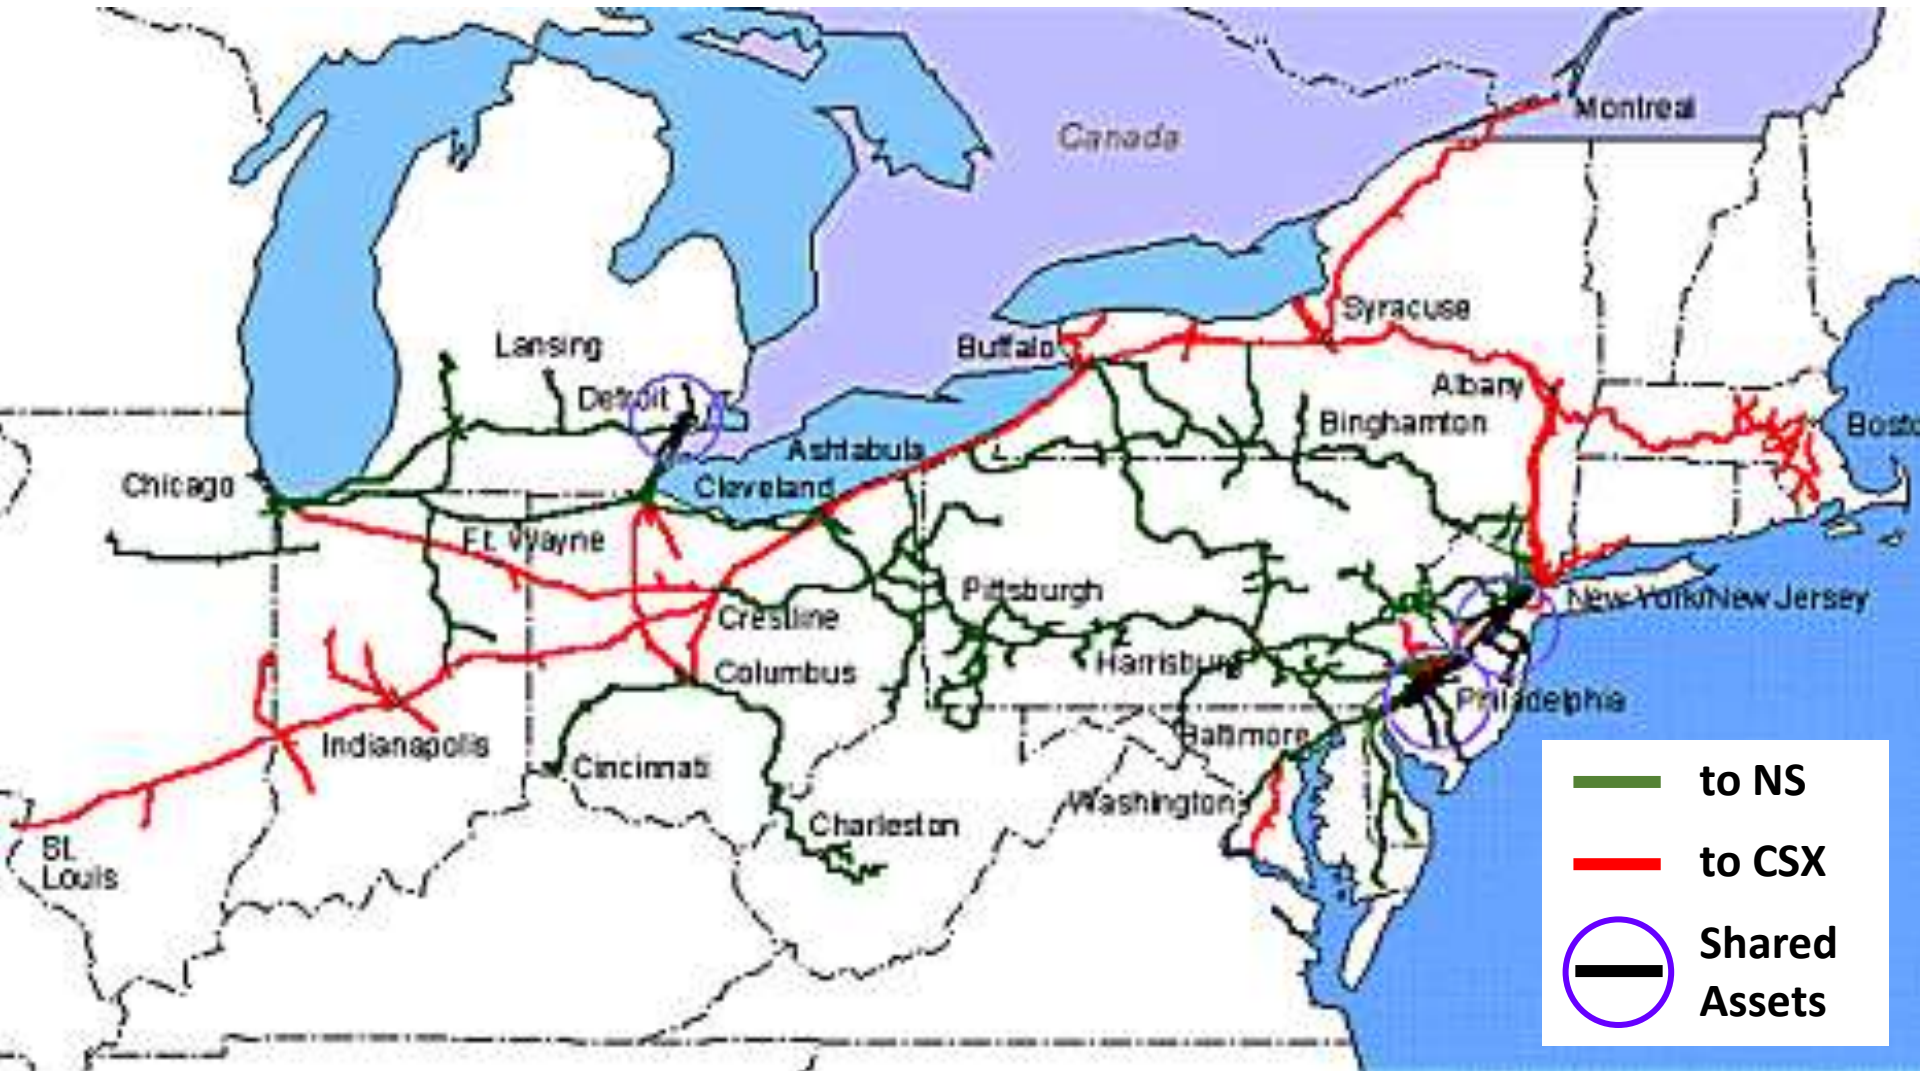 Montreal
Canada
Syracuse
Lansing
Buffalo
Detroit
Albany
Binghamton
Bosto
Ashtabula
Chicago
Cleveland
Ft. Wayne
Pittsburgh
New York/New Jersey
Crestline
Harrisburg
Columbus
Philadelphia
Indianapolis
Baltimore
Cincinnati
Washington
Charleston
St.
Louis
to NS
to CSX
Shared
Assets